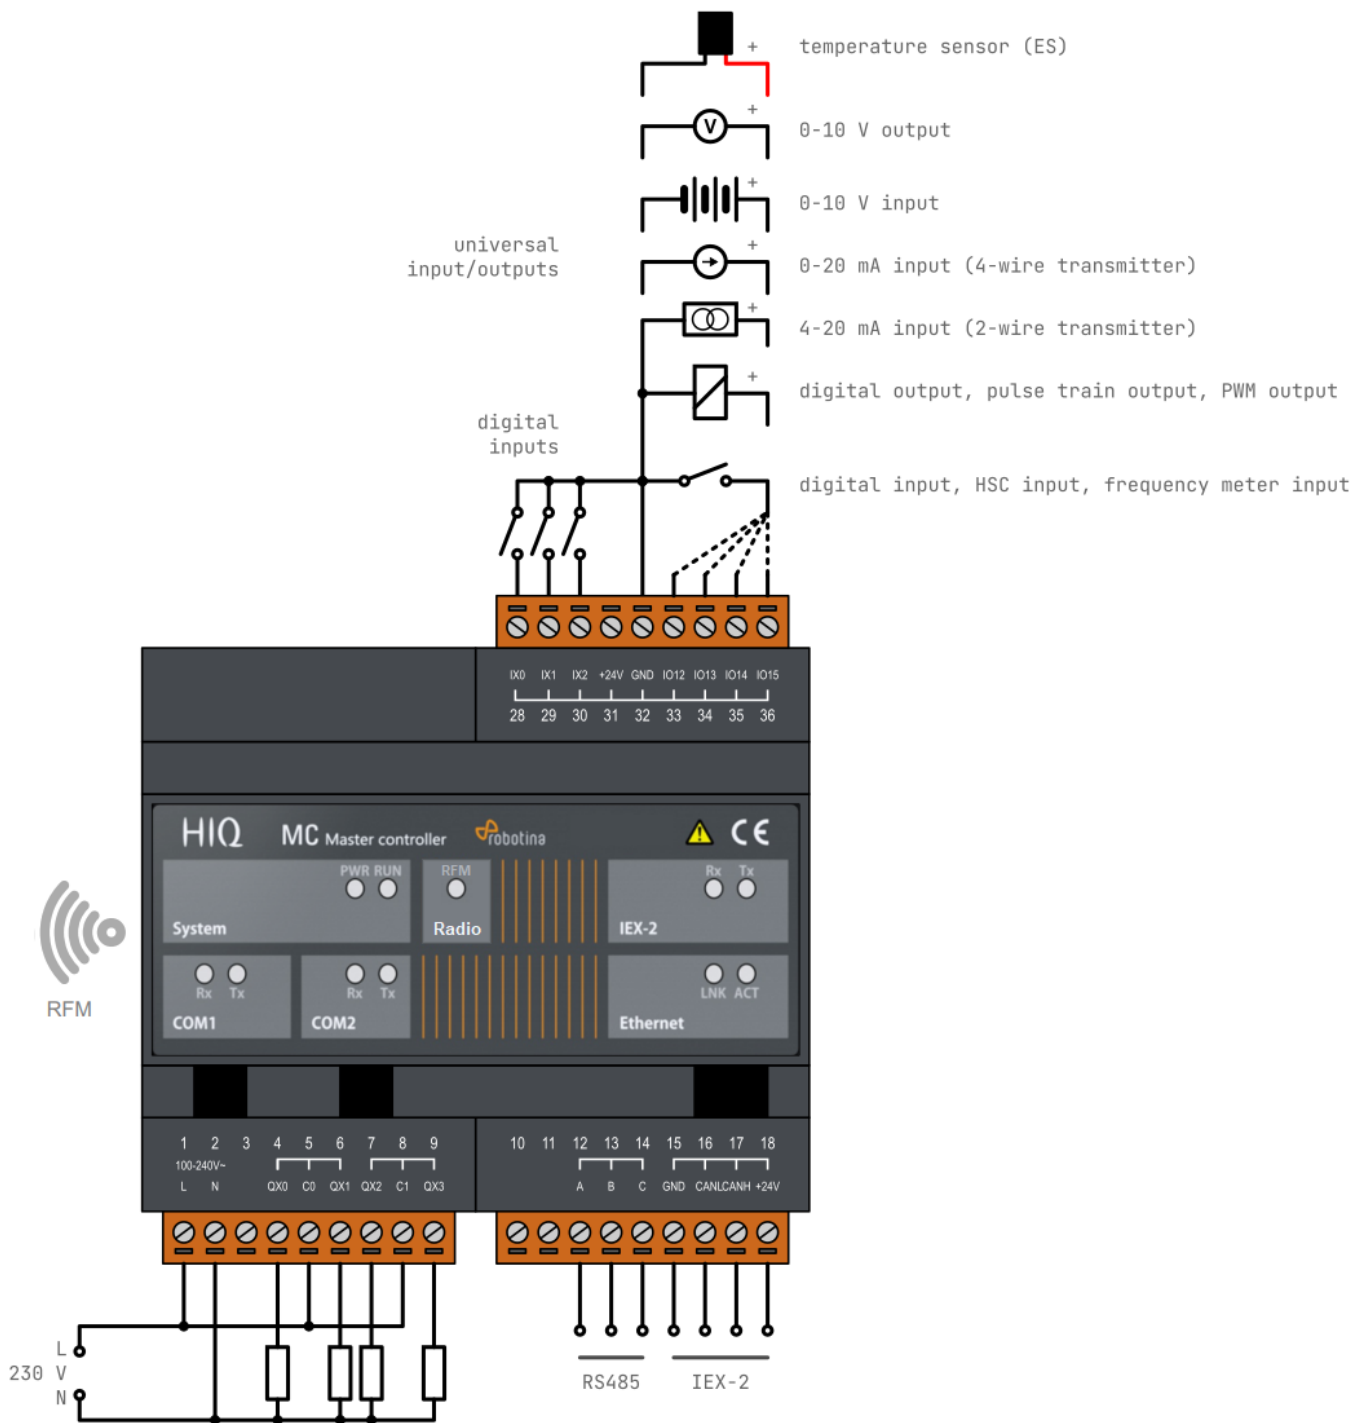 + temperature sensor (ES)
+
V 0-10 V output
+
0-10 V input
universal
input/outputs
+
0-20 mA input (4-wire transmitter)
+
4-20 mA input (2-wire transmitter)
+
digital output, pulse train output, PWM output
digital
inputs
digital input, HSC input, frequency meter input
IX0 IX1 IX2 +24V GND IO12 IO13 IO14 IO15
28 29 30 31 32 33 34 35 36
HIQ MC Master controller robotina CE
PWR RUN RFM Rx Tx
System Radio IEX-2
Rx Tx Rx Tx LNK ACT
COM1 COM2 Ethernet
RFM
1 2 3 4 5 6 7 8 9 10 11 12 13 14 15 16 17 18
100-240V~
L N QX0 C0 QX1 QX2 C1 QX3 A B C GND CANL CANH +24V
L
230 V
N
RS485 IEX-2